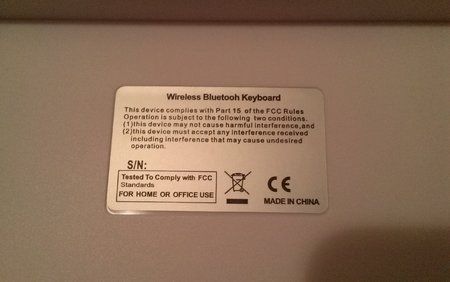 Wireless Bluetooh Keyboard
This device complies with Part 15 of the FCC Rules
Operation is subject to the following two conditions.
(1)this device may not cause harmful interference,and
(2)this device must accept any interference received
including interference that may cause undesired
operation.
S/N:
Tested To Comply with FCC
Standards
FOR HOME OR OFFICE USE
CE
MADE IN CHINA